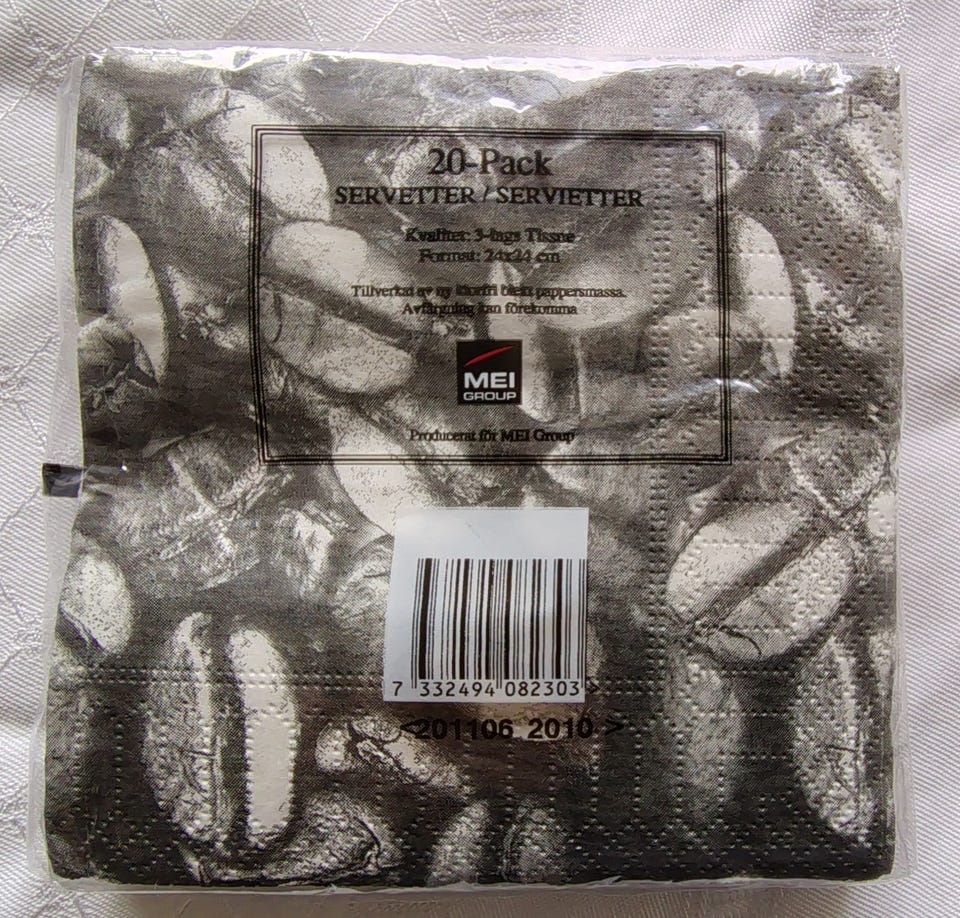 20-Pack
SERVETTER / SERVIETTER
Kvalitet: 3-lags Tissue
Format: 24x24 cm
Tillverkat av ny klorfri blekt pappersmassa.
Avfärgning kan förekomma
MEI
GROUP
Producerat för MEI Group
7 332494 082303 >
<201106 2010 >